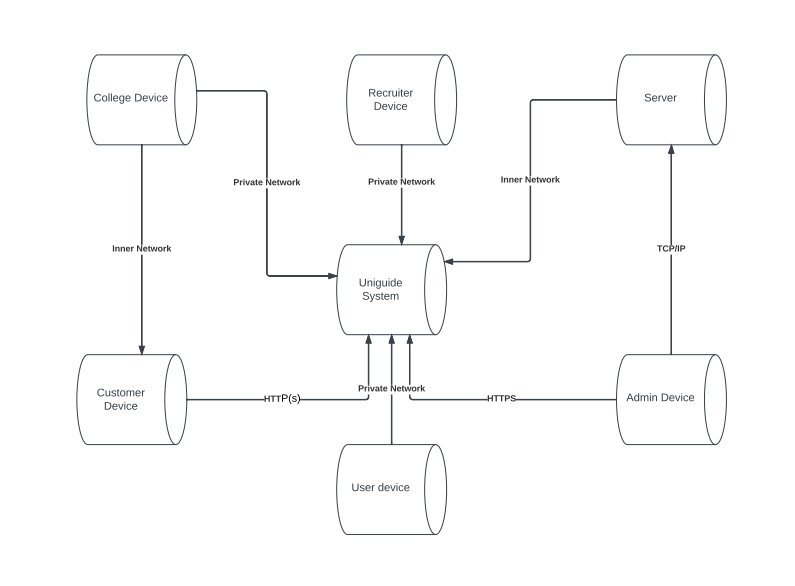 College Device
Recruiter
Device
Server
Private Network
Private Network
Inner Network
Inner Network
TCP/IP
Uniguide
System
Customer
Device
HTTP(s)
Private Network
HTTPS
Admin Device
User device